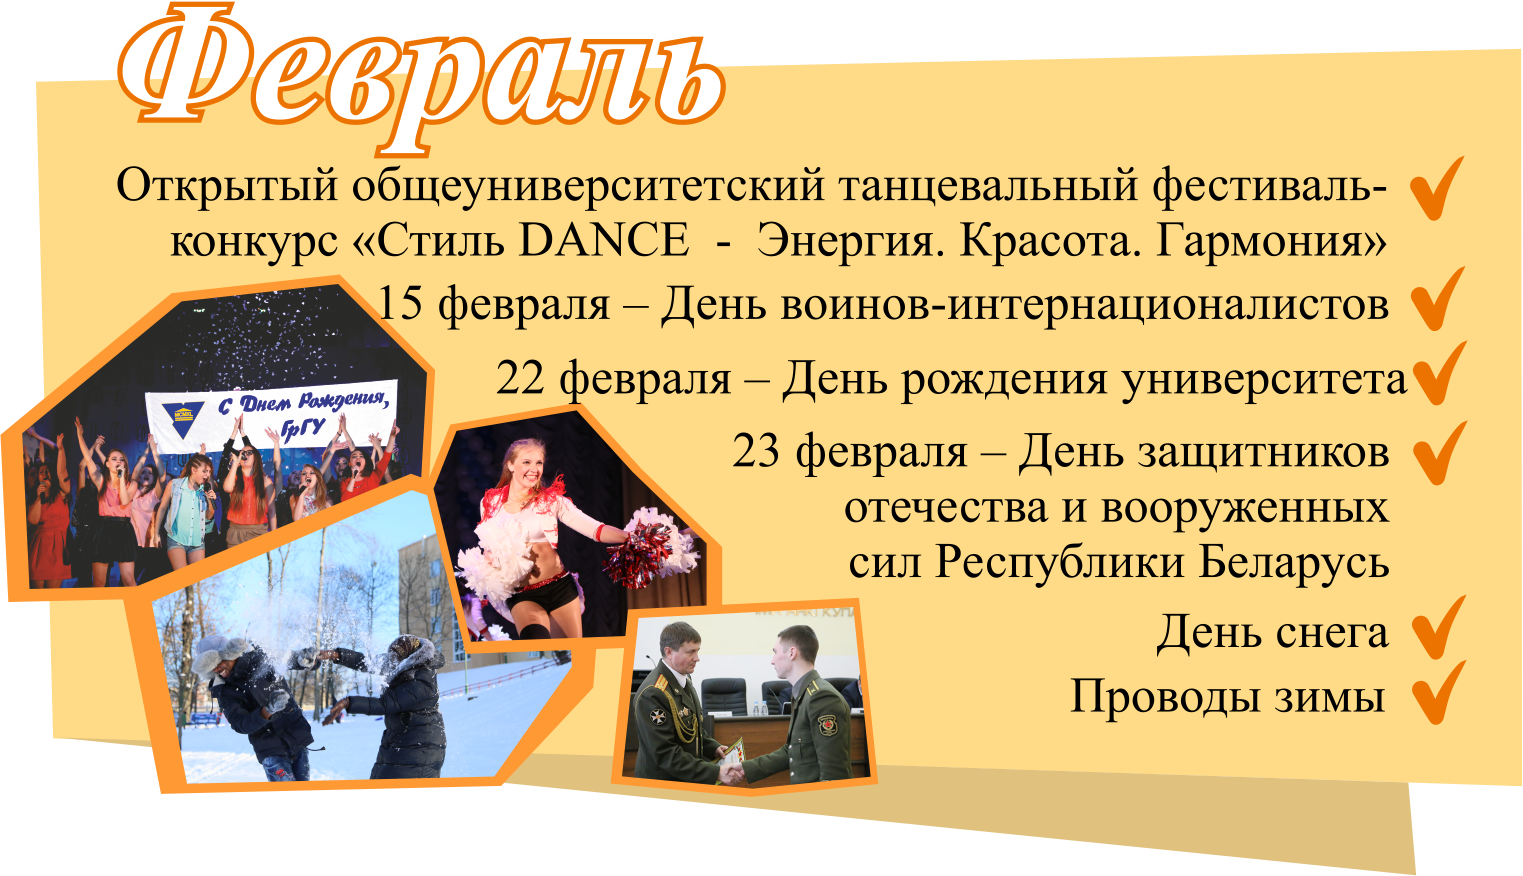 Февраль
Открытый общеуниверситетский танцевальный фестиваль-
конкурс «Стиль DANCE - Энергия. Красота. Гармония»
15 февраля – День воинов-интернационалистов
22 февраля – День рождения университета
23 февраля – День защитников
отечества и вооруженных
сил Республики Беларусь
День снега
Проводы зимы
С Днем Рождения,
ГрГУ
MCMXL